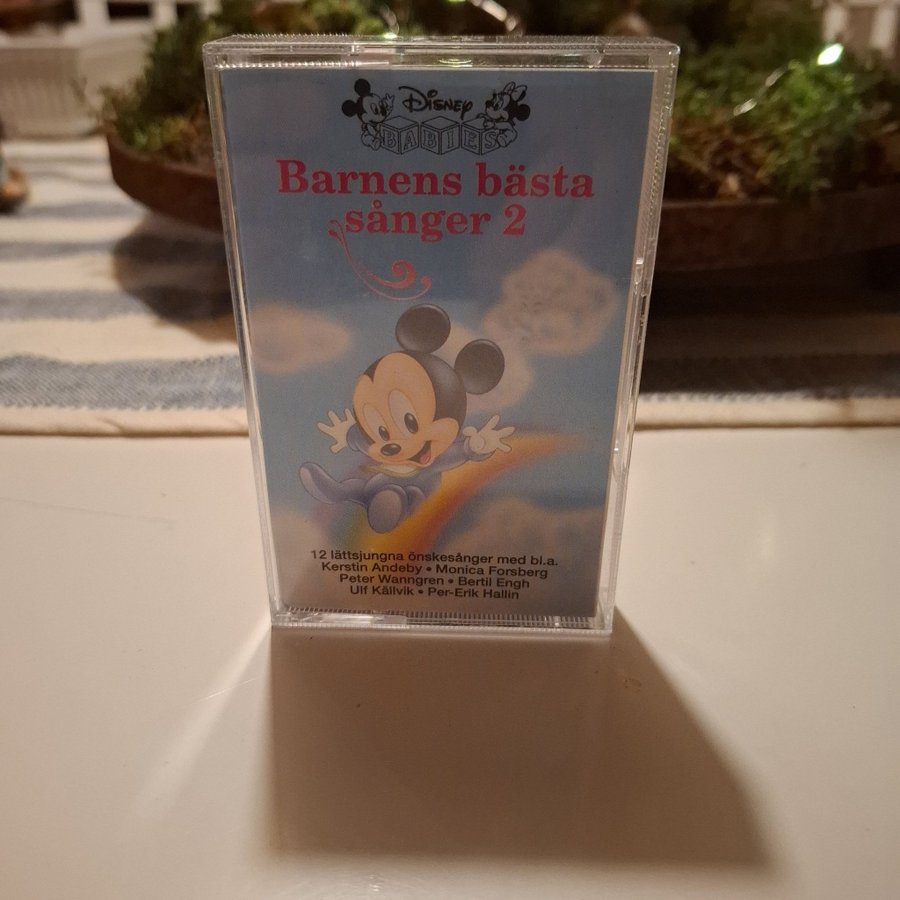 Disney
BABIES
Barnens bästa
sånger 2
12 lättsjungna önskesånger med bl.a.
Kerstin Andeby • Monica Forsberg
Peter Wanngren • Bertil Engh
Ulf Källvik • Per-Erik Hallin